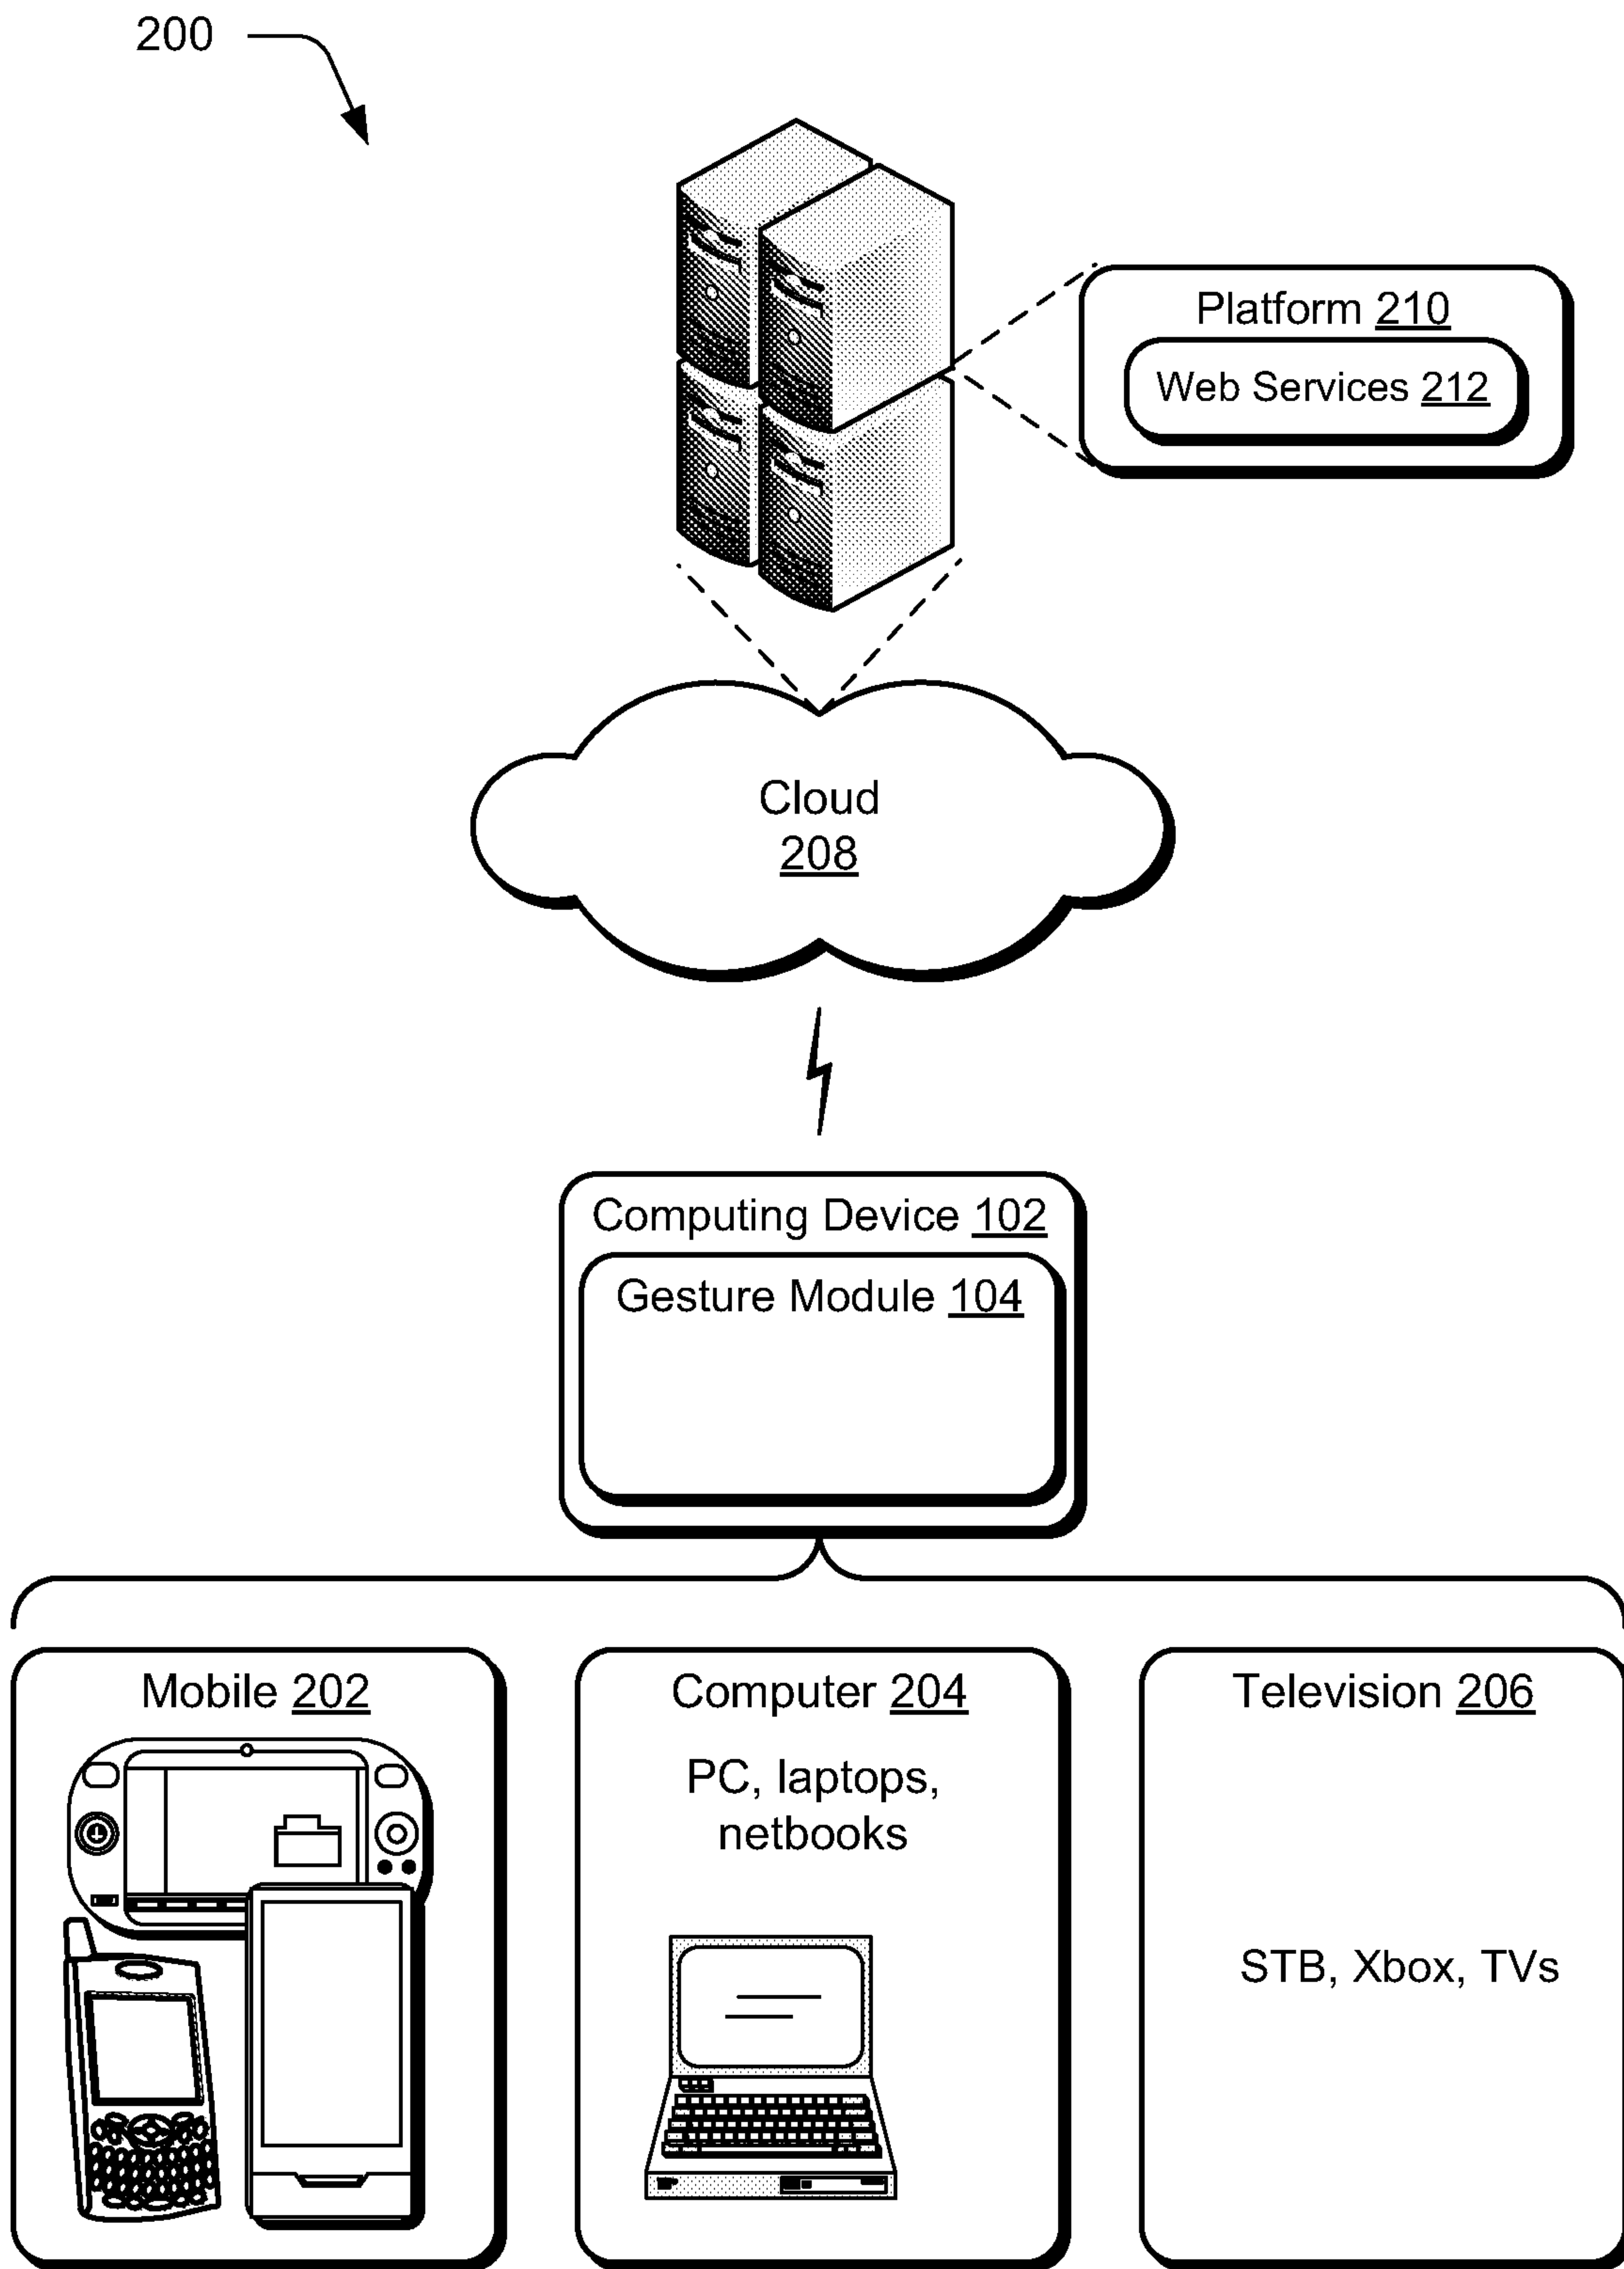 200
Platform 210
Web Services 212
Cloud
208
Computing Device 102
Gesture Module 104
Mobile 202
Computer 204
PC, laptops,
netbooks
Television 206
STB, Xbox, TVs